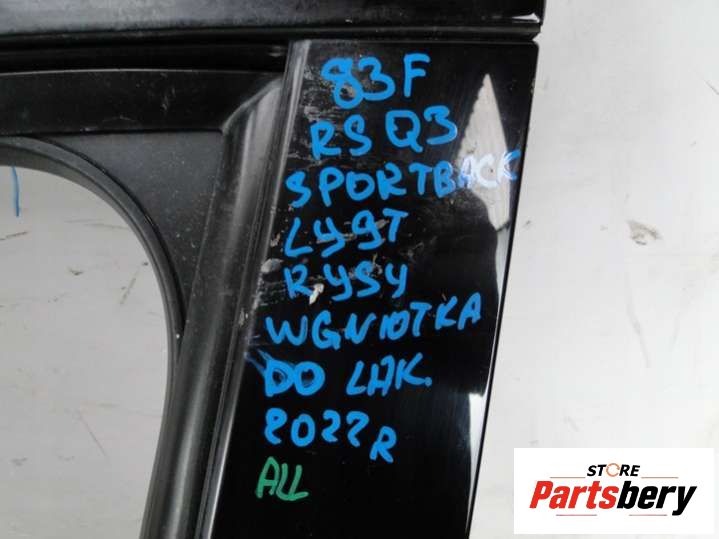 83F
RS Q3
SPORTBACK
LY9T
RYSY
WGNIOTKA
DO LAK.
2022R
ALL
STORE
Partsbery